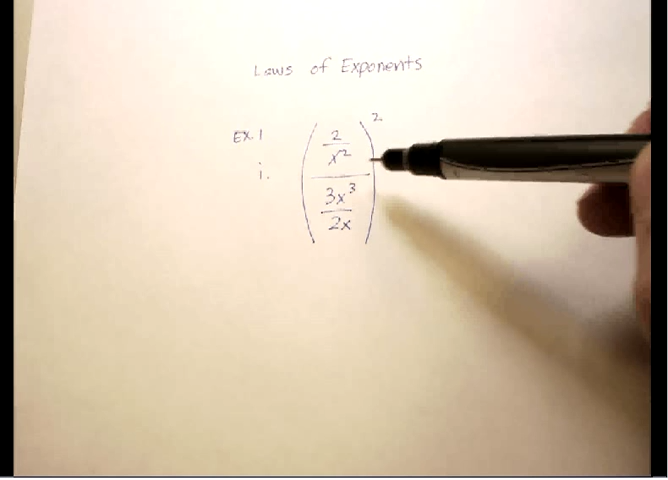 Laws of Exponents
EX 1
i. ( (2 / x²) / (3x³ / 2x) )²